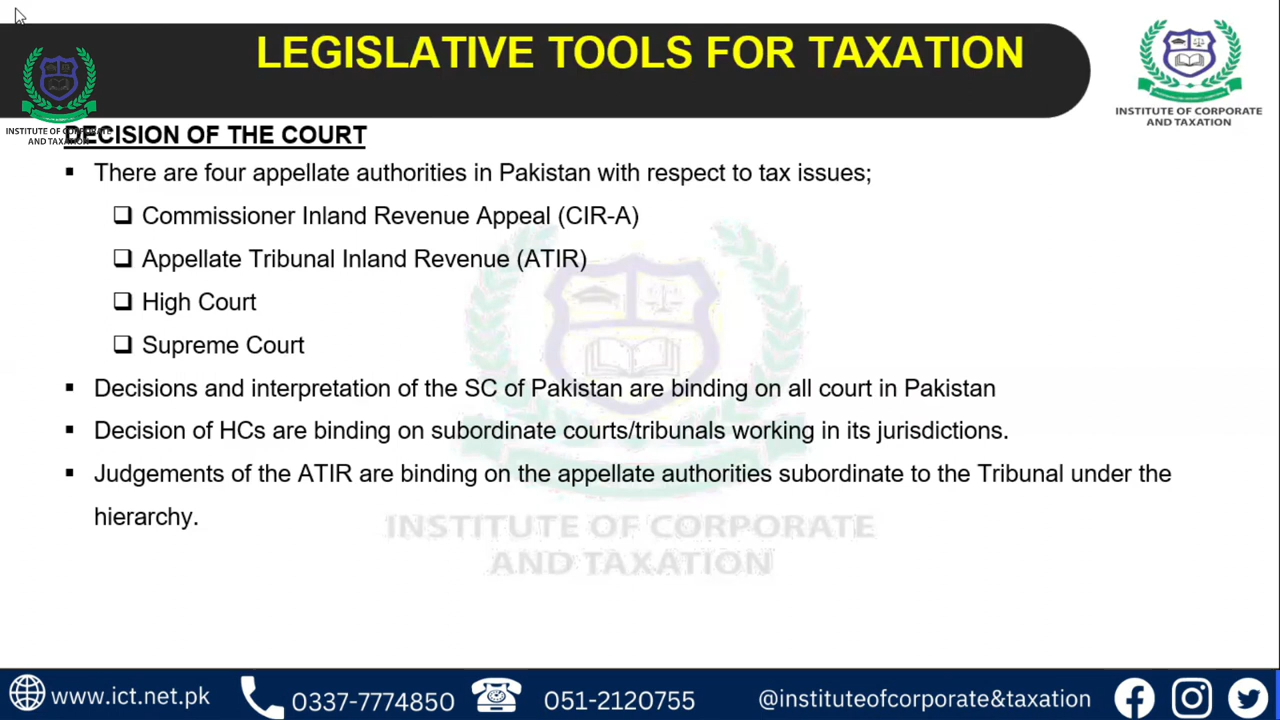 LEGISLATIVE TOOLS FOR TAXATION
INSTITUTE OF CORPORATE
AND TAXATION
INSTITUTE OF CORPORATE
AND TAXATION
DECISION OF THE COURT
▪ There are four appellate authorities in Pakistan with respect to tax issues;
❑ Commissioner Inland Revenue Appeal (CIR-A)
❑ Appellate Tribunal Inland Revenue (ATIR)
❑ High Court
❑ Supreme Court
▪ Decisions and interpretation of the SC of Pakistan are binding on all court in Pakistan
▪ Decision of HCs are binding on subordinate courts/tribunals working in its jurisdictions.
▪ Judgements of the ATIR are binding on the appellate authorities subordinate to the Tribunal under the
hierarchy.
INSTITUTE OF CORPORATE
AND TAXATION
www.ict.net.pk 0337-7774850 051-2120755 @instituteofcorporate&taxation